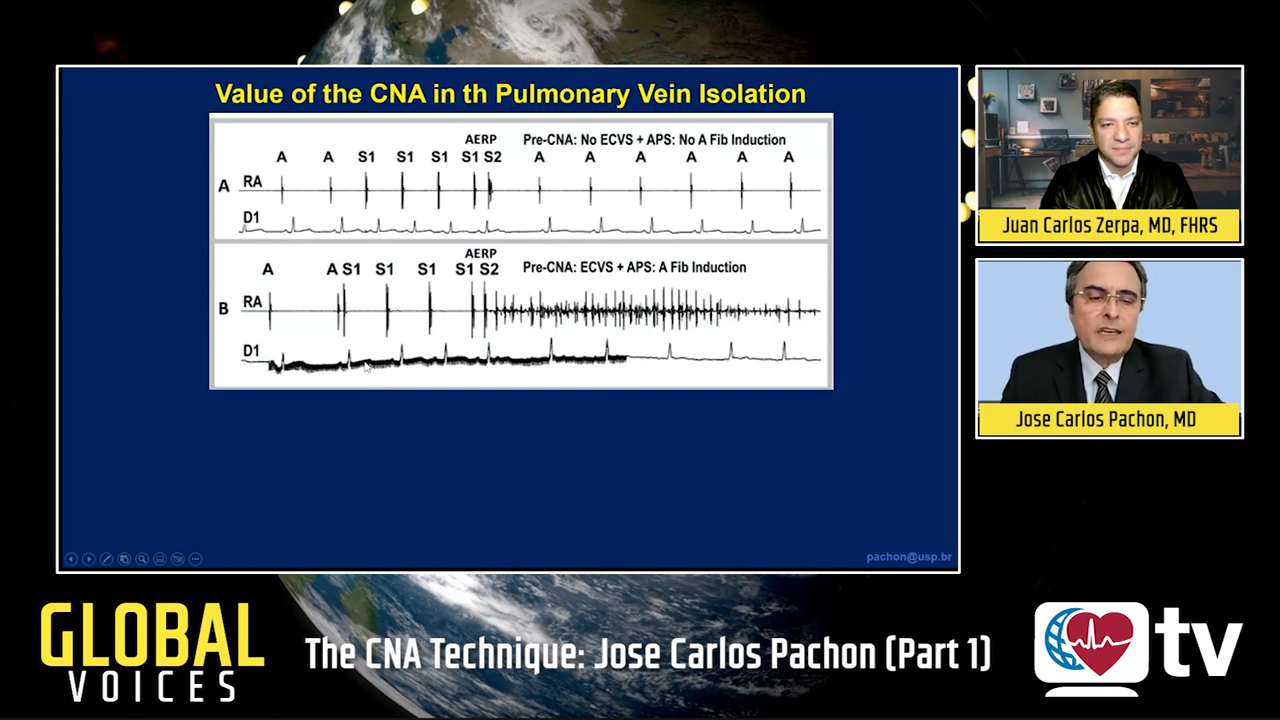 Value of the CNA in th Pulmonary Vein Isolation
AERP Pre-CNA: No ECVS + APS: No A Fib Induction
A A S1 S1 S1 S1 S2 A A A A A A
A RA
D1
AERP
A A S1 S1 S1 S1 S2 Pre-CNA: ECVS + APS: A Fib Induction
B RA
D1
pachon@usp.br
Juan Carlos Zerpa, MD, FHRS
Jose Carlos Pachon, MD
GLOBAL
VOICES
The CNA Technique: Jose Carlos Pachon (Part 1)
tv